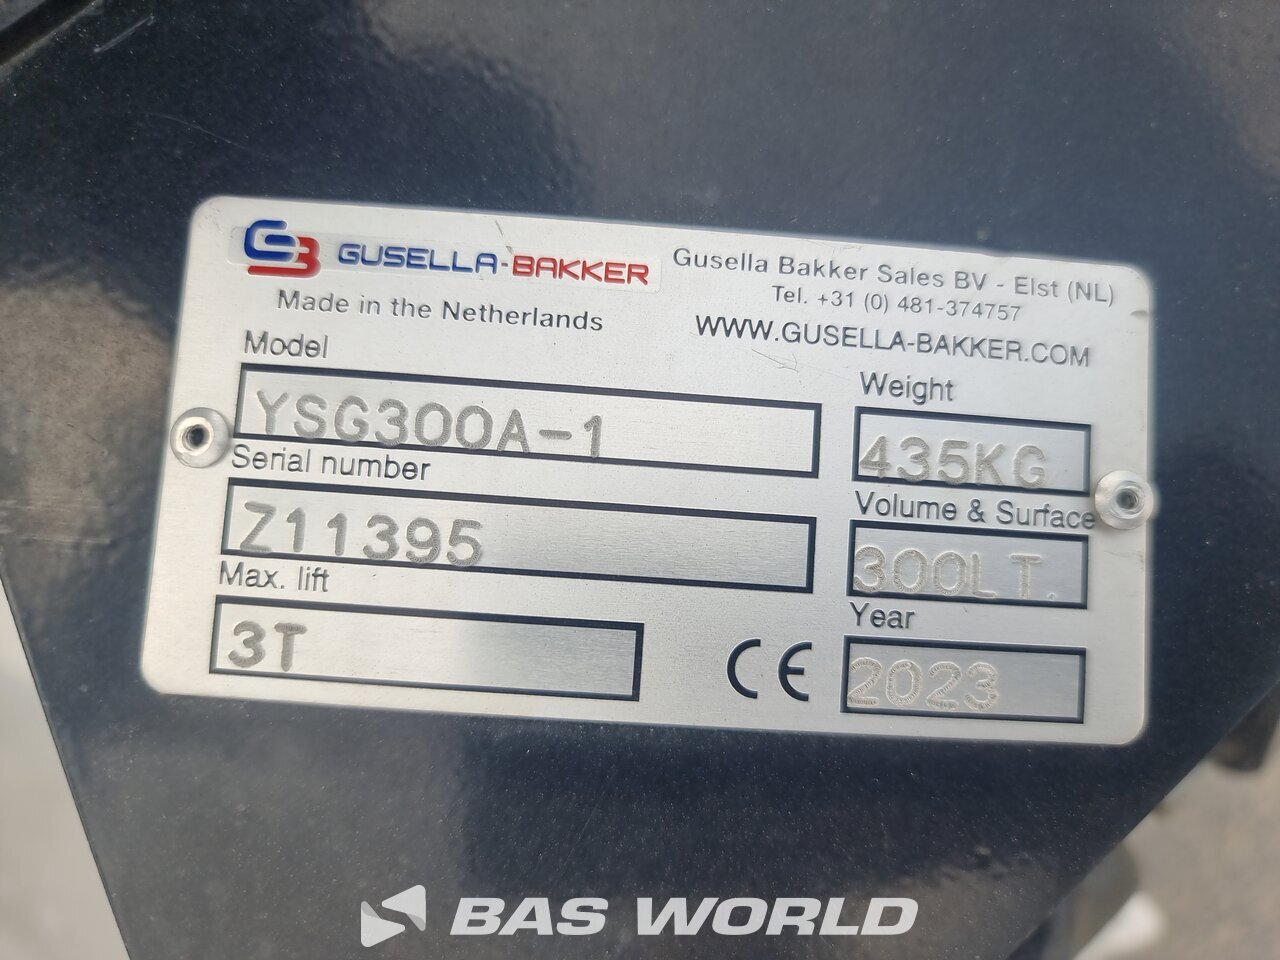 GB GUSELLA-BAKKER
Made in the Netherlands
Gusella Bakker Sales BV - Elst (NL)
Tel. +31 (0) 481-374757
WWW.GUSELLA-BAKKER.COM
Model
YSG300A-1
Serial number
Z11395
Max. lift
3T
CE
Weight
435KG
Volume & Surface
300LT.
Year
2023
BAS WORLD